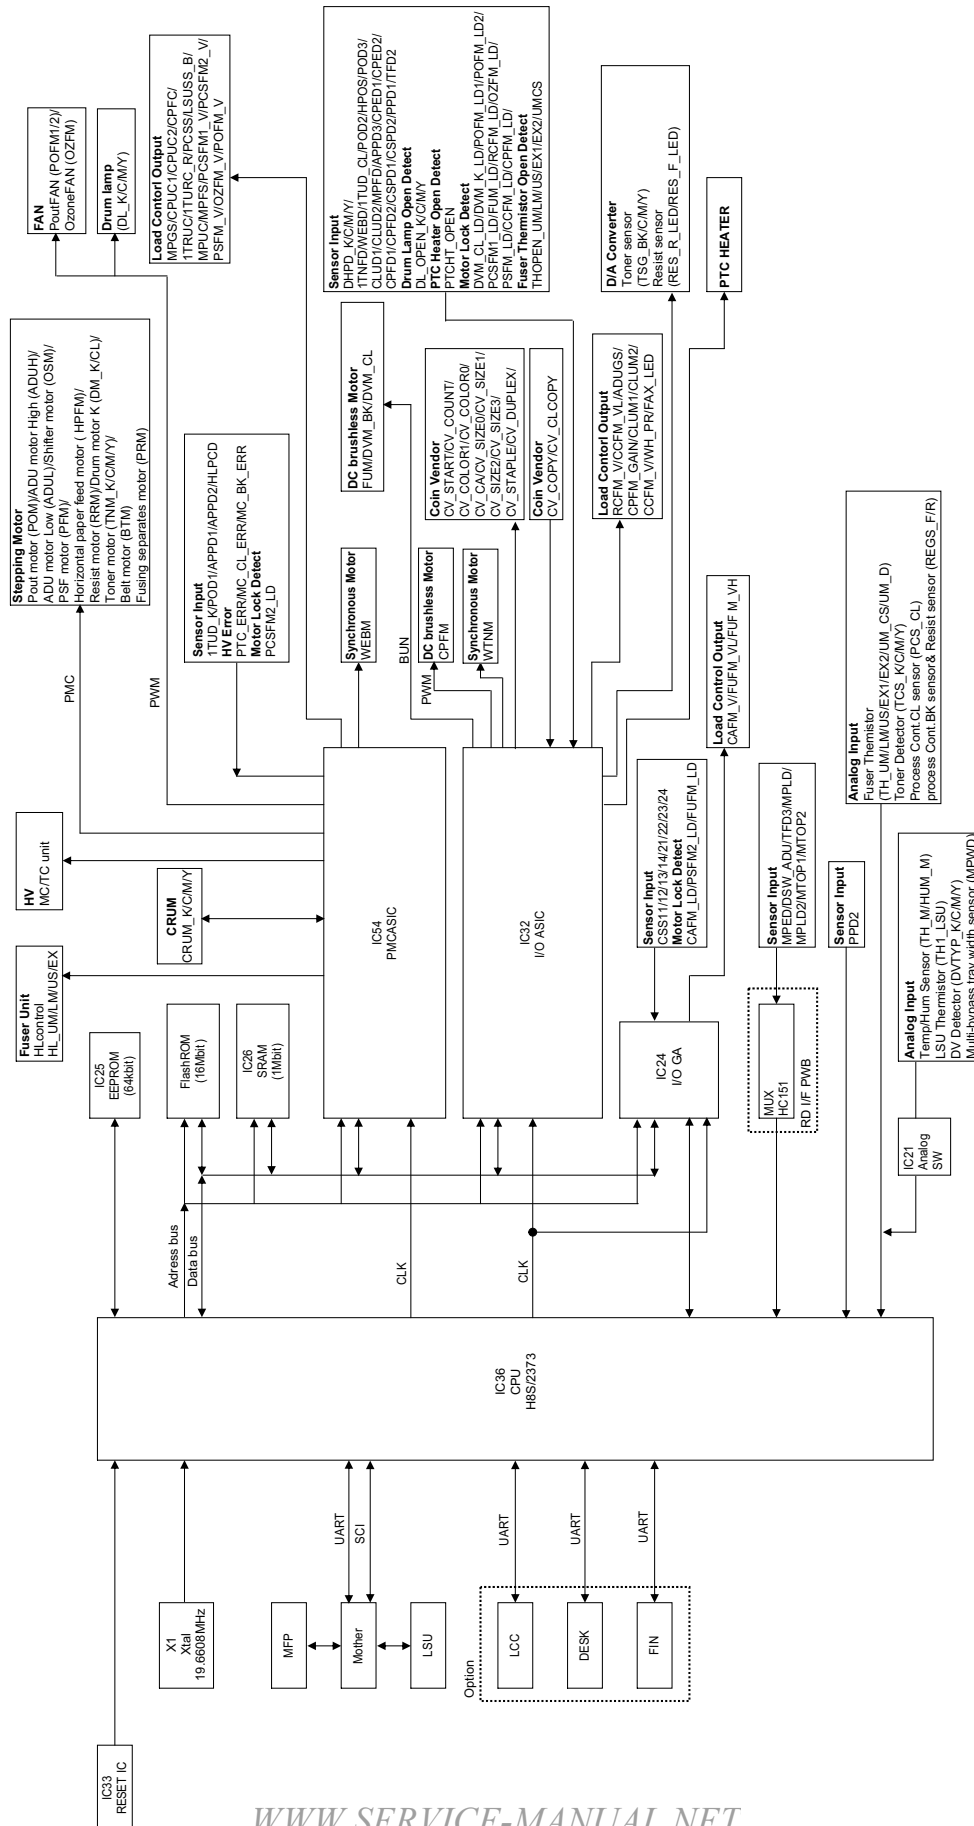 IC33
RESET IC
X1
Xtal
19.6608MHz
MFP
Mother
LSU
UART
SCI
Option
LCC
DESK
FIN
UART
UART
UART
IC36
CPU
H8S/2373
Adress bus
Data bus
CLK
CLK
IC25
EEPROM
(64kbit)
FlashROM
(16Mbit)
IC26
SRAM
(1Mbit)
IC54
PMCASIC
IC32
I/O ASIC
IC24
I/O GA
MUX
HC151
RD I/F PWB
IC21
Analog
SW
Fuser Unit
HLcontrol
HL_UM/LM/US/EX
CRUM
CRUM_K/C/M/Y
HV
MC/TC unit
PMC
PWM
Stepping Motor
Pout motor (POM)/ADU motor High (ADUH)/
ADU motor Low (ADUL)/Shifter motor (OSM)/
PSF motor (PFM)/
Horizontal paper feed motor ( HPFM)/
Resist motor (RRM)/Drum motor K (DM_K/CL)/
Toner motor (TNM_K/C/M/Y)/
Belt motor (BTM)
Fusing separates motor (PRM)
FAN
PoutFAN (POFM1/2)/
OzoneFAN (OZFM)
Drum lamp
(DL_K/C/M/Y)
Load Contorl Output
MPGS/CPUC1/CPUC2/CPFC/
1TRUC/1TURC_R/PCSS/LSUSS_B/
MPUC/MPFS/PCSFM1_V/PCSFM2_V/
PSFM_V/OZFM_V/POFM_V
Sensor Input
1TUD_K/POD1/APPD1/APPD2/HLPCD
HV Error
PTC_ERR/MC_CL_ERR/MC_BK_ERR
Motor Lock Detect
PCSFM2_LD
Synchronous Motor
WEBM
BUN
PWM
DC brushless Motor
FUM/DVM_BK/DVM_CL
DC brushless Motor
CPFM
Synchronous Motor
WTNM
Sensor Input
DHPD_K/C/M/Y/
1TNFD/WEBD/1TUD_CL/POD2/HPOS/POD3/
CLUD1/CLUD2/MPFD/APPD3/CPED1/CPED2/
CPFD1/CPFD2/CSPD1/CSPD2/PPD1/TFD2
Drum Lamp Open Detect
DL_OPEN_K/C/M/Y
PTC Heater Open Detect
PTCHT_OPEN
Motor Lock Detect
DVM_CL_LD/DVM_K_LD/POFM_LD1/POFM_LD2/
PCSFM1_LD/FUM_LD/RCFM_LD/OZFM_LD/
PSFM_LD/CCFM_LD/CPFM_LD/
Fuser Thermistor Open Detect
THOPEN_UM/LM/US/EX1/EX2/UMCS
Coin Vendor
CV_START/CV_COUNT/
CV_COLOR1/CV_COLOR0/
CV_CA/CV_SIZE0/CV_SIZE1/
CV_SIZE2/CV_SIZE3/
CV_STAPLE/CV_DUPLEX/
Coin Vendor
CV_COPY/CV_CLCOPY
Load Contorl Output
RCFM_V/CCFM_VL/ADUGS/
CPFM_GAIN/CLUM1/CLUM2/
CCFM_V/WH_PR/FAX_LED
D/A Converter
Toner sensor
(TSG_BK/C/M/Y)
Resist sensor
(RES_R_LED/RES_F_LED)
PTC HEATER
Sensor Input
CSS11/12/13/14/21/22/23/24
Motor Lock Detect
CAFM_LD/PSFM2_LD/FUFM_LD
Load Control Output
CAFM_V/FUFM_VL/FUF M_VH
Sensor Input
MPED/DSW_ADU/TFD3/MPLD/
MPLD2/MTOP1/MTOP2
Sensor Input
PPD2
Analog Input
Fuser Themistor
(TH_UM/LM/US/EX1/EX2/UM_CS/UM_D)
Toner Detector (TCS_K/C/M/Y)
Process Cont.CL sensor (PCS_CL)
process Cont.BK sensor& Resist sensor (REGS_F/R)
Analog Input
Temp/Hum Sensor (TH_M/HUM_M)
LSU Thermistor (TH1_LSU)
DV Detector (DVTYP_K/C/M/Y)
Multi-bypass tray width sensor (MPWD)
WWW.SERVICE-MANUAL.NET